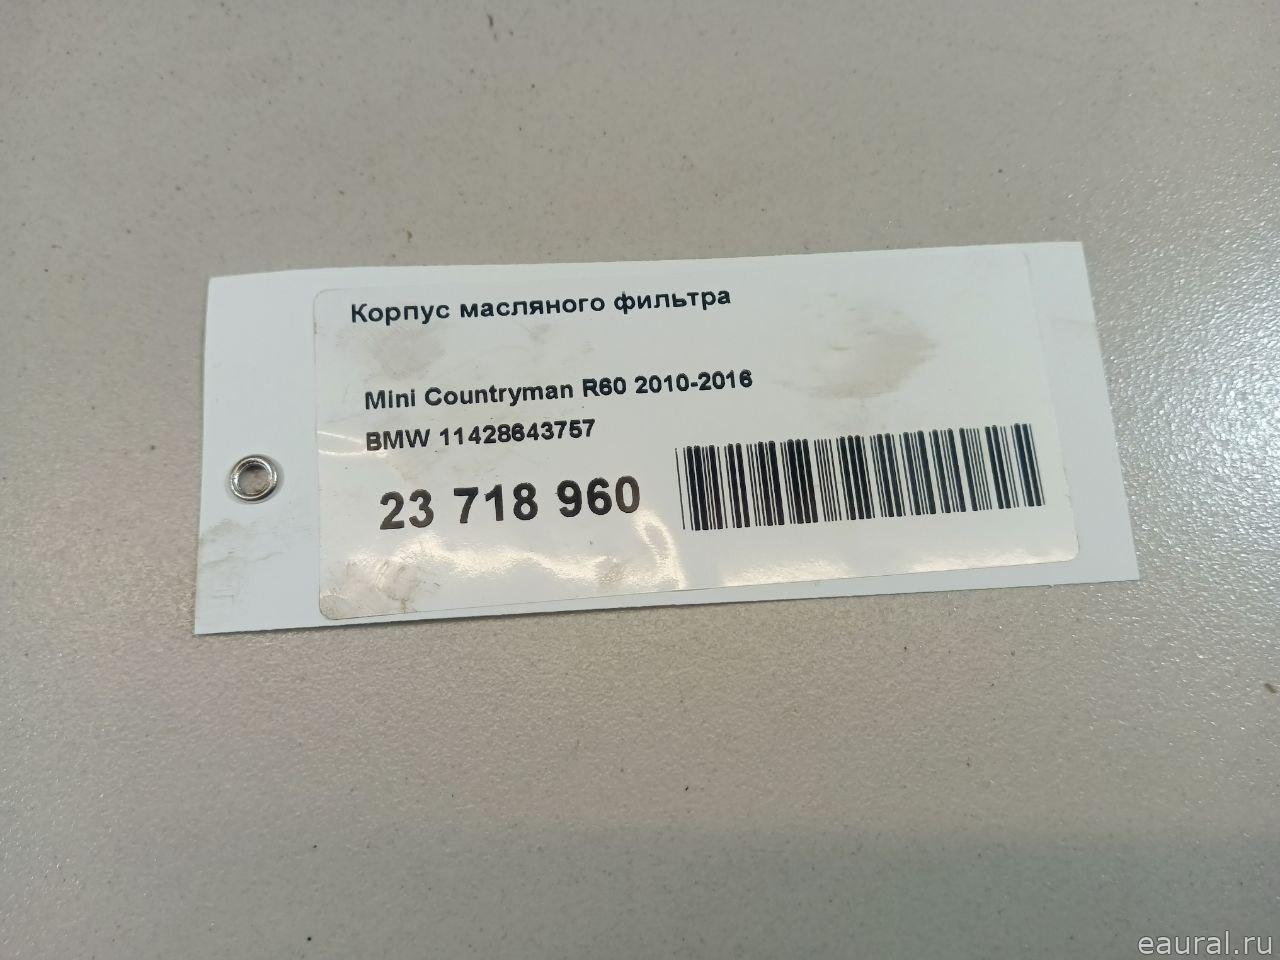 Корпус масляного фильтра
Mini Countryman R60 2010-2016
BMW 11428643757
23 718 960
eaural.ru